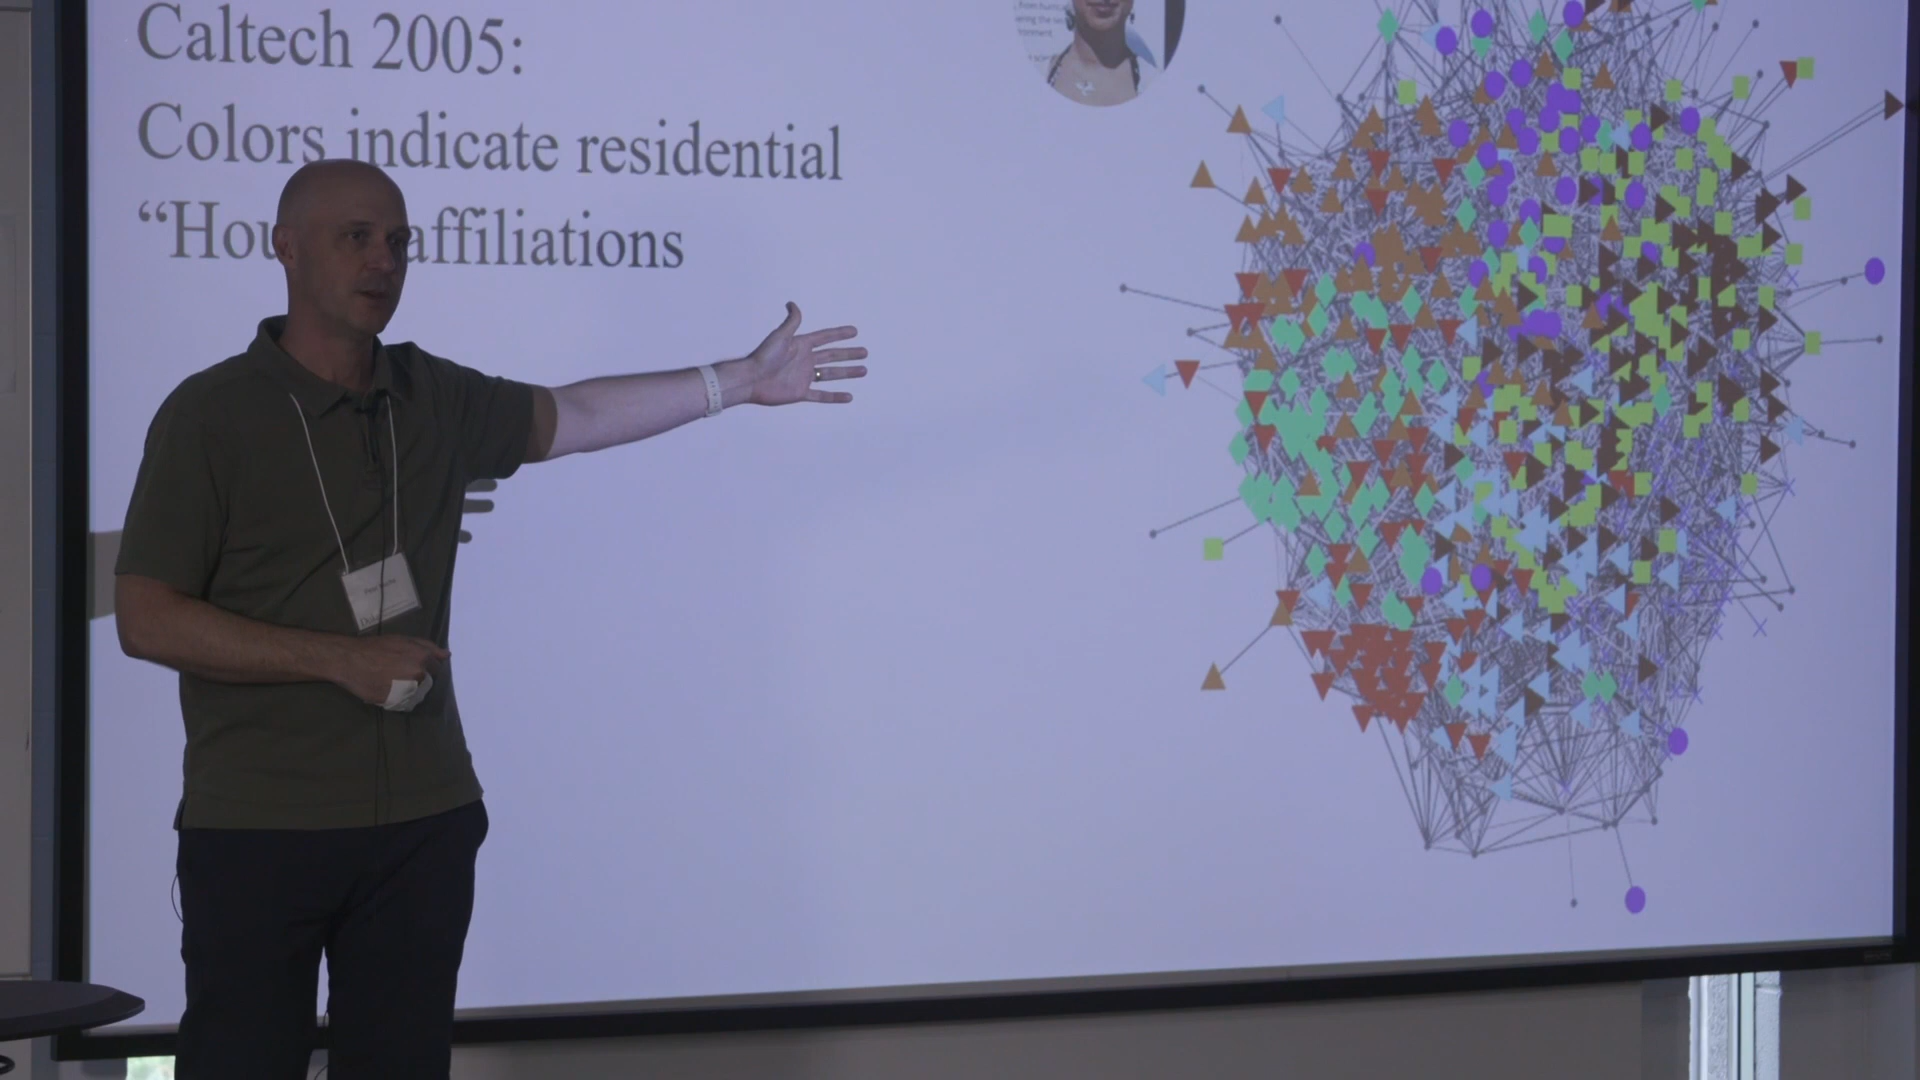 Caltech 2005:
Colors indicate residential
“Hou affiliations